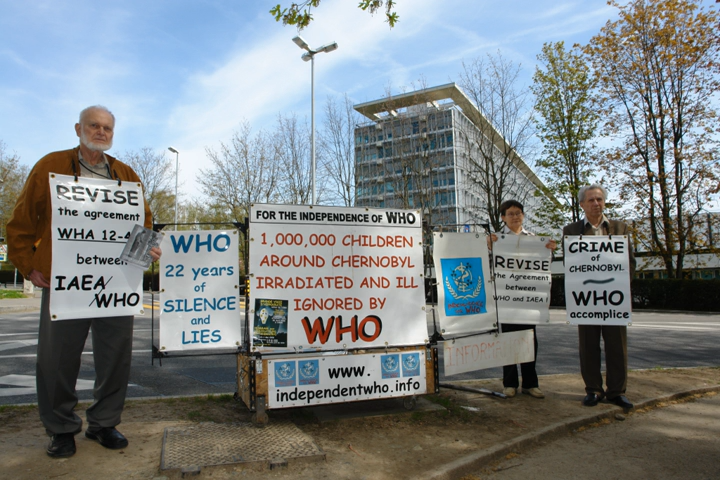 REVISE
the agreement
WHA 12-4
between
IAEA/
WHO
WHO
22 years
of
SILENCE
and
LIES
FOR THE INDEPENDENCE OF WHO
1,000,000 CHILDREN
AROUND CHERNOBYL
IRRADIATED AND ILL
IGNORED BY
WHO
www.
independentwho.info
INFORMATION
REVISE
the Agreement
between
WHO and IAEA!
CRIME
of
CHERNOBYL
WHO
accomplice